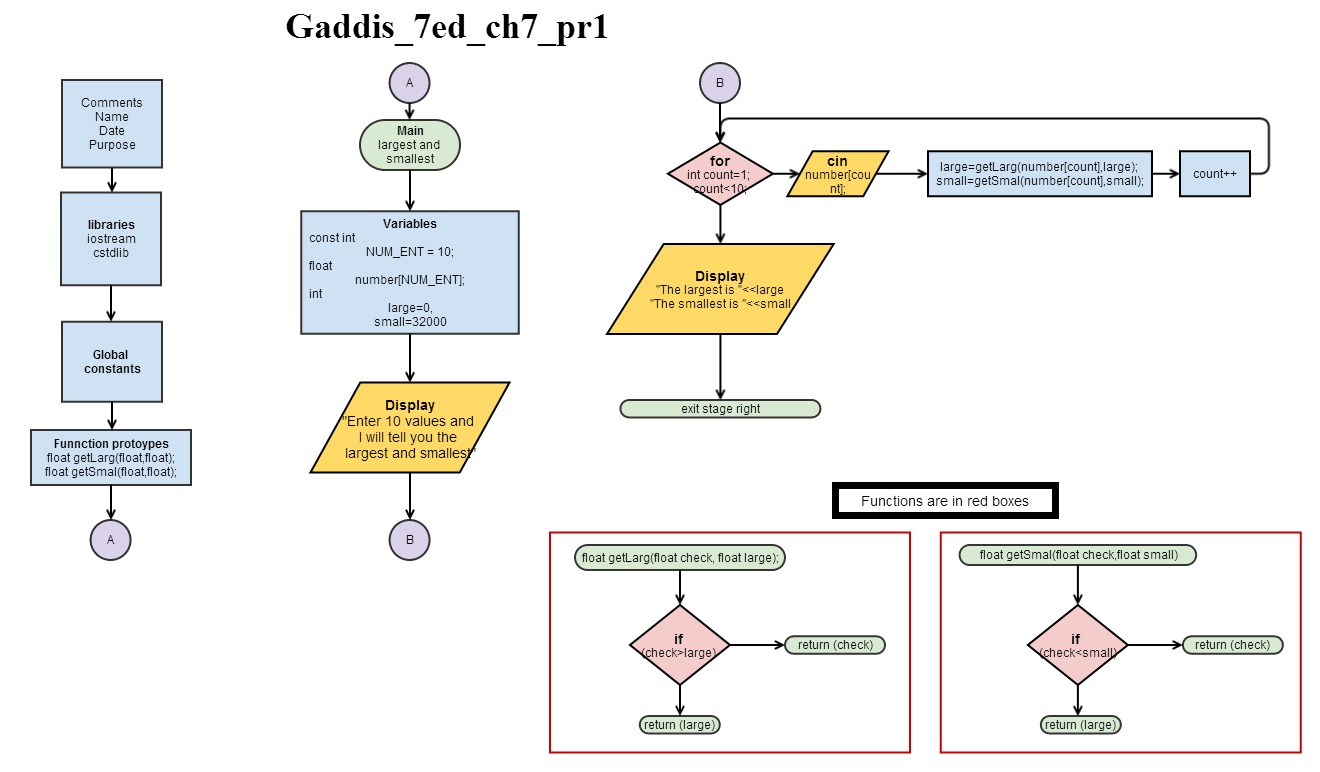 Gaddis_7ed_ch7_pr1
Comments
Name
Date
Purpose
libraries
iostream
cstdlib
Global
constants
Funnction protoypes
float getLarg(float,float);
float getSmal(float,float);
A
A
Main
largest and
smallest
Variables
const int
NUM_ENT = 10;
float
number[NUM_ENT];
int
large=0,
small=32000
Display
"Enter 10 values and
I will tell you the
largest and smallest"
B
B
for
int count=1;
count<10;
cin
number[cou
nt];
large=getLarg(number[count],large);
small=getSmal(number[count],small);
count++
Display
"The largest is "<<large
"The smallest is "<<small
exit stage right
Functions are in red boxes
float getLarg(float check, float large);
if
(check>large)
return (check)
return (large)
float getSmal(float check,float small)
if
(check<small)
return (check)
return (large)